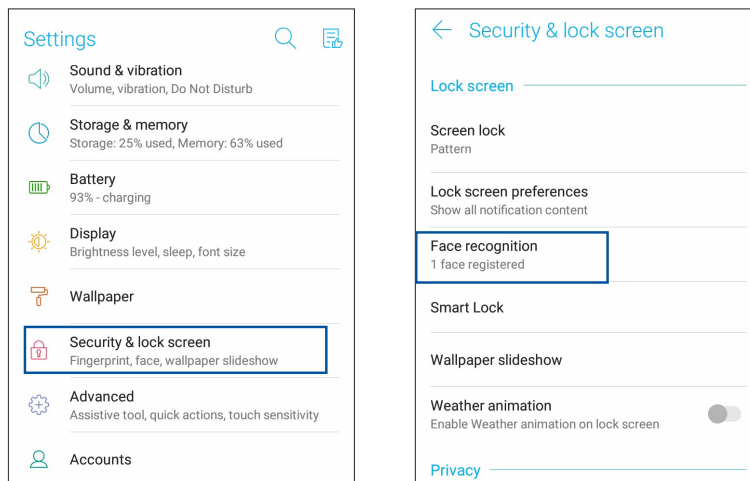 Settings
Sound & vibration
Volume, vibration, Do Not Disturb
Storage & memory
Storage: 25% used, Memory: 63% used
Battery
93% - charging
Display
Brightness level, sleep, font size
Wallpaper
Security & lock screen
Fingerprint, face, wallpaper slideshow
Advanced
Assistive tool, quick actions, touch sensitivity
Accounts
Security & lock screen
Lock screen
Screen lock
Pattern
Lock screen preferences
Show all notification content
Face recognition
1 face registered
Smart Lock
Wallpaper slideshow
Weather animation
Enable Weather animation on lock screen
Privacy